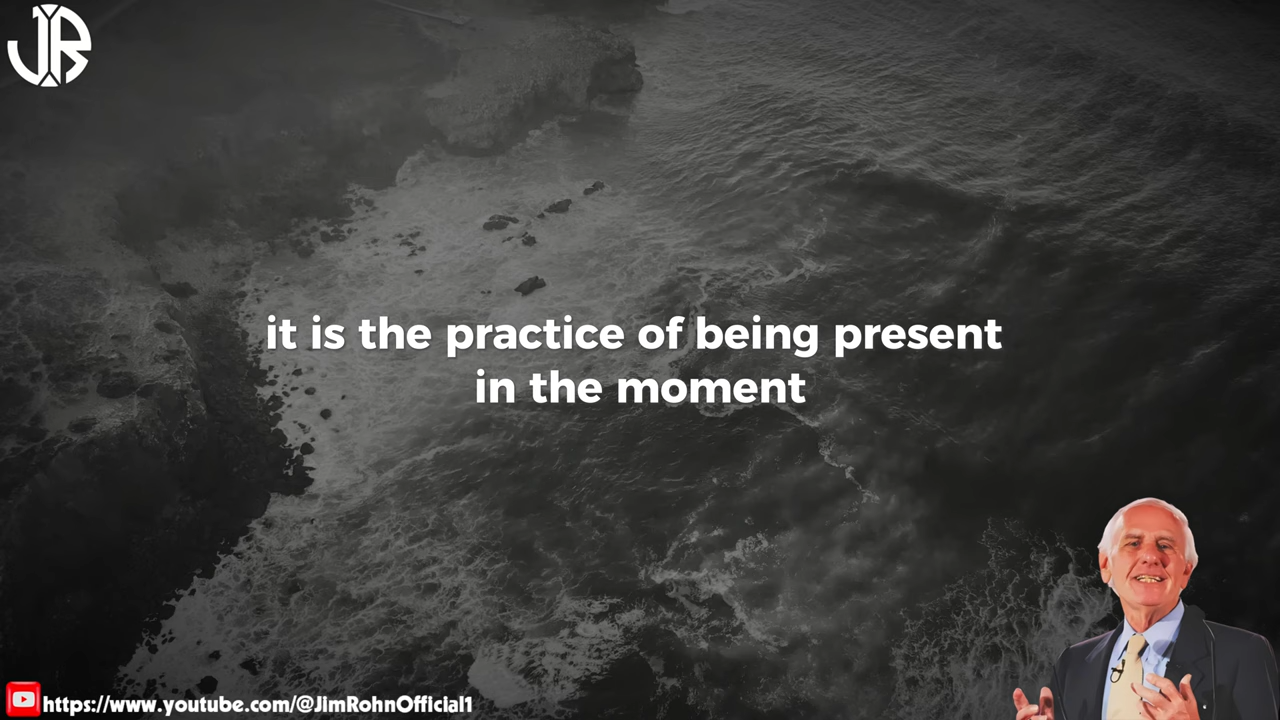 JR
it is the practice of being present
in the moment
https://www.youtube.com/@JimRohnOfficial1